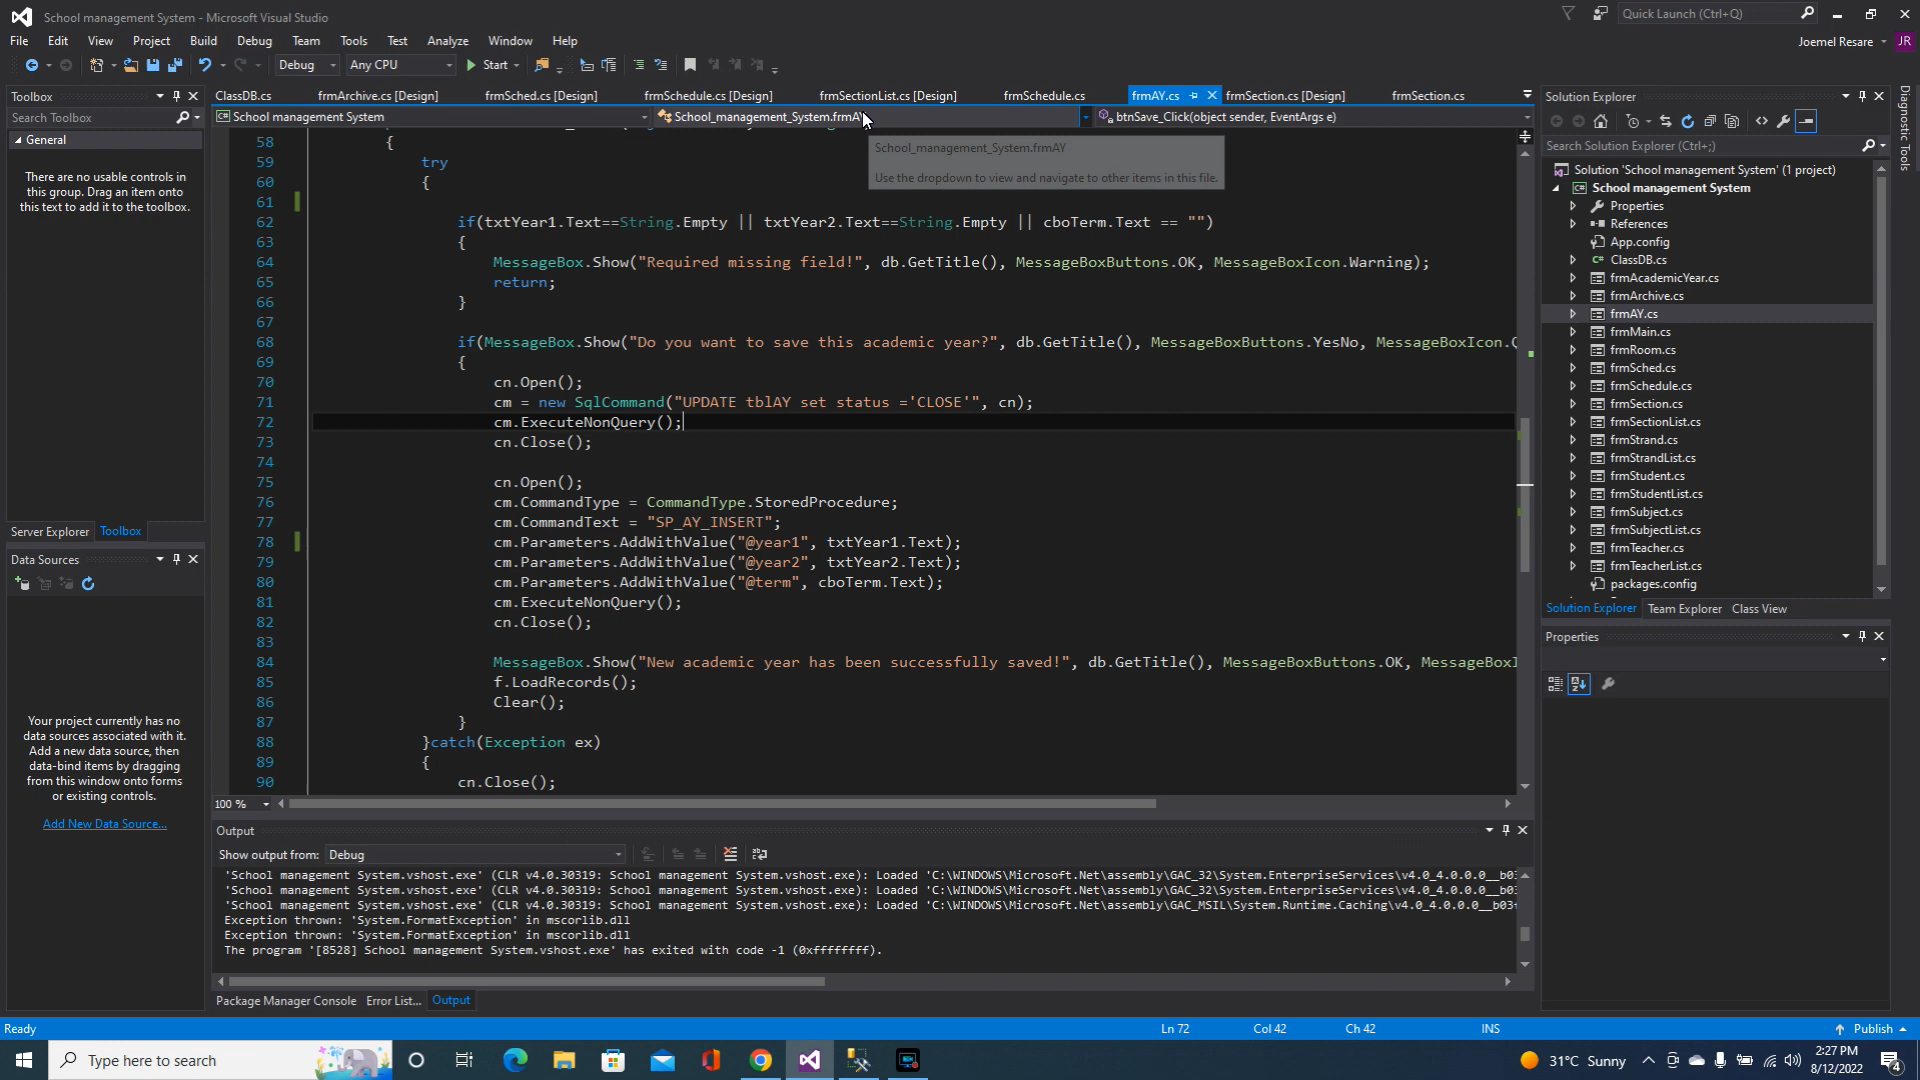 School management System - Microsoft Visual Studio
Quick Launch (Ctrl+Q)
File Edit View Project Build Debug Team Tools Test Analyze Window Help
Joemel Resare JR
Debug Any CPU Start
Toolbox
Search Toolbox
General
There are no usable controls in
this group. Drag an item onto
this text to add it to the toolbox.
Server Explorer Toolbox
Data Sources
Your project currently has no
data sources associated with it.
Add a new data source, then
data-bind items by dragging
from this window onto forms
or existing controls.
Add New Data Source...
ClassDB.cs frmArchive.cs [Design] frmSched.cs [Design] frmSchedule.cs [Design] frmSectionList.cs [Design] frmSchedule.cs frmAY.cs frmSection.cs [Design] frmSection.cs
School management System School_management_System.frmAY btnSave_Click(object sender, EventArgs e)
School_management_System.frmAY
Use the dropdown to view and navigate to other items in this file.
58 {
59 try
60 {
61
62 if(txtYear1.Text==String.Empty || txtYear2.Text==String.Empty || cboTerm.Text == "")
63 {
64 MessageBox.Show("Required missing field!", db.GetTitle(), MessageBoxButtons.OK, MessageBoxIcon.Warning);
65 return;
66 }
67
68 if(MessageBox.Show("Do you want to save this academic year?", db.GetTitle(), MessageBoxButtons.YesNo, MessageBoxIcon.Q
69 {
70 cn.Open();
71 cm = new SqlCommand("UPDATE tblAY set status ='CLOSE'", cn);
72 cm.ExecuteNonQuery();
73 cn.Close();
74
75 cn.Open();
76 cm.CommandType = CommandType.StoredProcedure;
77 cm.CommandText = "SP_AY_INSERT";
78 cm.Parameters.AddWithValue("@year1", txtYear1.Text);
79 cm.Parameters.AddWithValue("@year2", txtYear2.Text);
80 cm.Parameters.AddWithValue("@term", cboTerm.Text);
81 cm.ExecuteNonQuery();
82 cn.Close();
83
84 MessageBox.Show("New academic year has been successfully saved!", db.GetTitle(), MessageBoxButtons.OK, MessageBoxI
85 f.LoadRecords();
86 Clear();
87 }
88 }catch(Exception ex)
89 {
90 cn.Close();
100 %
Output
Show output from: Debug
'School management System.vshost.exe' (CLR v4.0.30319: School management System.vshost.exe): Loaded 'C:\WINDOWS\Microsoft.Net\assembly\GAC_32\System.EnterpriseServices\v4.0_4.0.0.0__b03
'School management System.vshost.exe' (CLR v4.0.30319: School management System.vshost.exe): Loaded 'C:\WINDOWS\Microsoft.Net\assembly\GAC_32\System.EnterpriseServices\v4.0_4.0.0.0__b03
'School management System.vshost.exe' (CLR v4.0.30319: School management System.vshost.exe): Loaded 'C:\WINDOWS\Microsoft.Net\assembly\GAC_MSIL\System.Runtime.Caching\v4.0_4.0.0.0__b03
Exception thrown: 'System.FormatException' in mscorlib.dll
Exception thrown: 'System.FormatException' in mscorlib.dll
The program '[8528] School management System.vshost.exe' has exited with code -1 (0xffffffff).
Package Manager Console Error List... Output
Solution Explorer
Search Solution Explorer (Ctrl+;)
Solution 'School management System' (1 project)
School management System
Properties
References
App.config
ClassDB.cs
frmAcademicYear.cs
frmArchive.cs
frmAY.cs
frmMain.cs
frmRoom.cs
frmSched.cs
frmSchedule.cs
frmSection.cs
frmSectionList.cs
frmStrand.cs
frmStrandList.cs
frmStudent.cs
frmStudentList.cs
frmSubject.cs
frmSubjectList.cs
frmTeacher.cs
frmTeacherList.cs
packages.config
Solution Explorer Team Explorer Class View
Properties
Diagnostic Tools
Ready Ln 72 Col 42 Ch 42 INS Publish
Type here to search
31°C Sunny
2:27 PM
8/12/2022
4